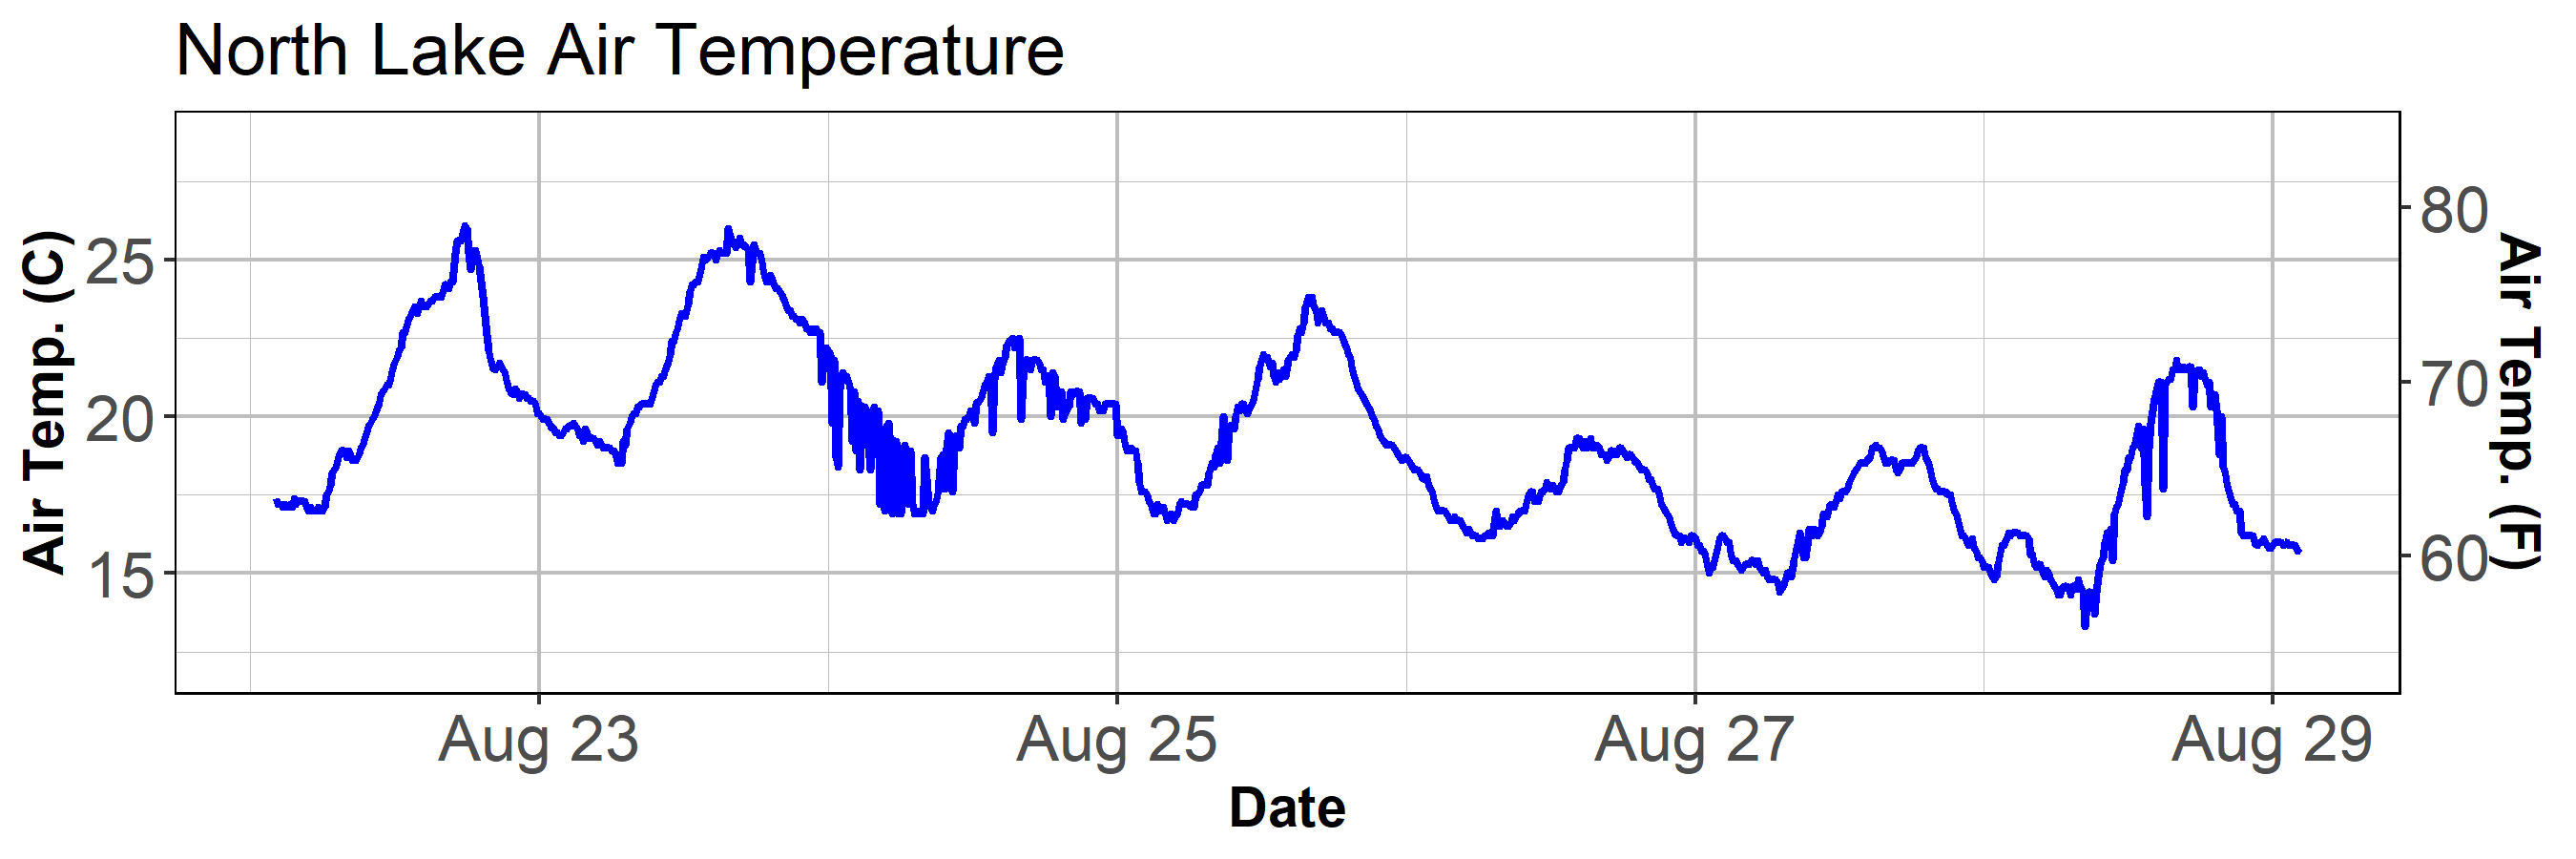 North Lake Air Temperature
Air Temp. (C)
25
20
15
80
70
60
Air Temp. (F)
Aug 23
Aug 25
Aug 27
Aug 29
Date